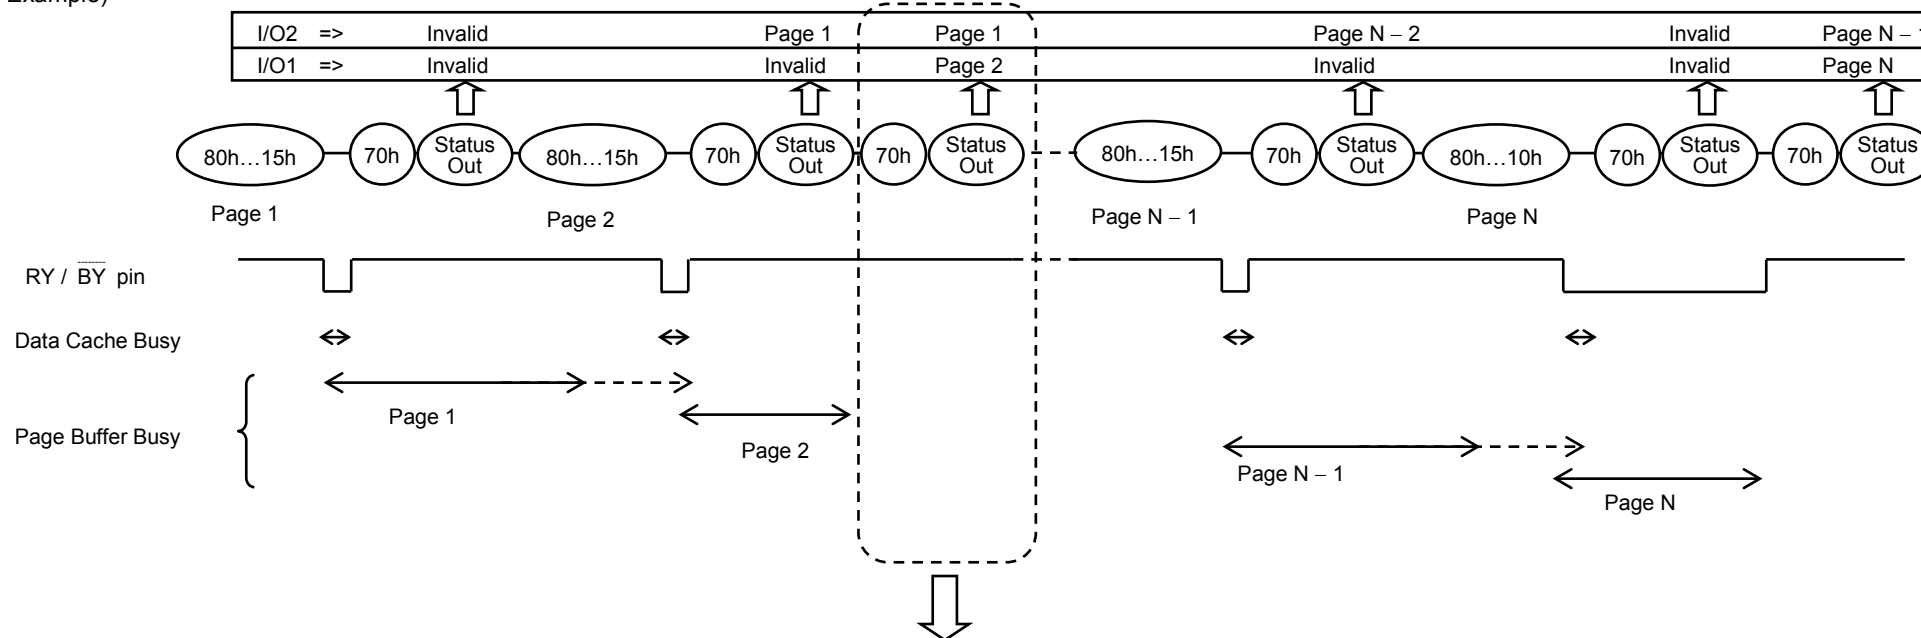 Example)
I/O2 => Invalid Page 1 Page 1 Page N – 2 Invalid Page N – 1
I/O1 => Invalid Invalid Page 2 Invalid Invalid Page N
80h…15h 70h Status Out 80h…15h 70h Status Out 70h Status Out 80h…15h 70h Status Out 80h…10h 70h Status Out 70h Status Out
Page 1 Page 2 Page N – 1 Page N
RY / BY pin
Data Cache Busy
Page Buffer Busy
Page 1
Page 2
Page N – 1
Page N